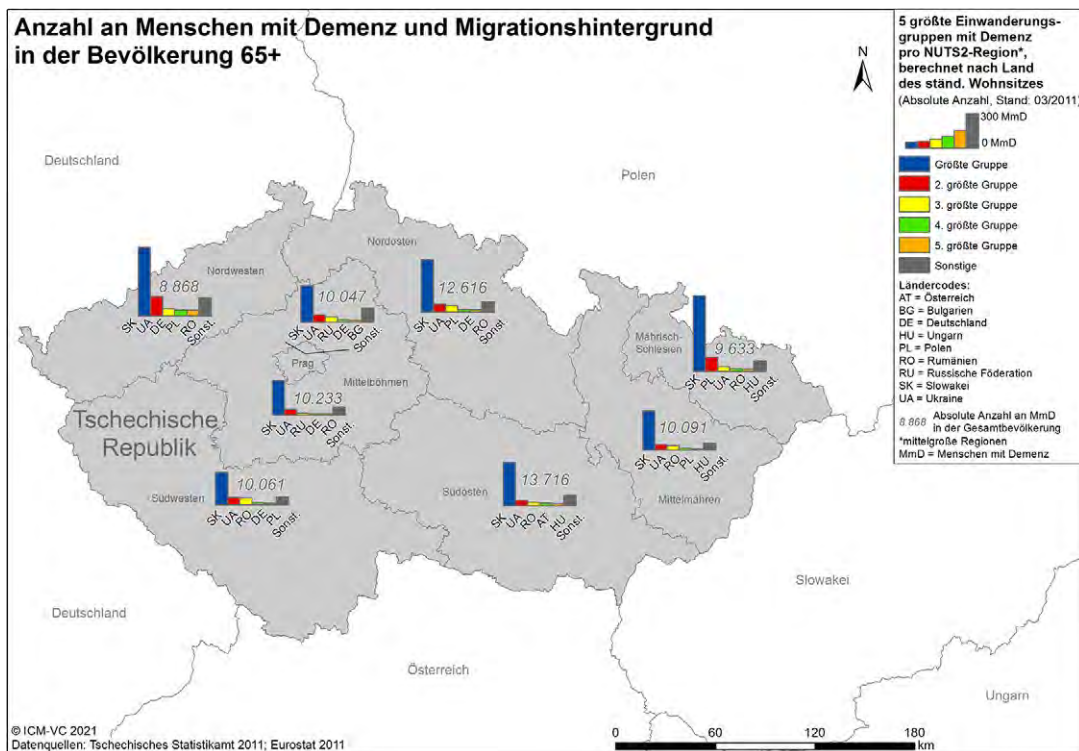 Anzahl an Menschen mit Demenz und Migrationshintergrund
in der Bevölkerung 65+
N
5 größte Einwanderungs-
gruppen mit Demenz
pro NUTS2-Region*,
berechnet nach Land
des ständ. Wohnsitzes
(Absolute Anzahl, Stand: 03/2011)
300 MmD
0 MmD
Größte Gruppe
2. größte Gruppe
3. größte Gruppe
4. größte Gruppe
5. größte Gruppe
Sonstige
Ländercodes:
AT = Österreich
BG = Bulgarien
DE = Deutschland
HU = Ungarn
PL = Polen
RO = Rumänien
RU = Russische Föderation
SK = Slowakei
UA = Ukraine
8.868 Absolute Anzahl an MmD
in der Gesamtbevölkerung
*mittelgroße Regionen
MmD = Menschen mit Demenz
Deutschland
Polen
Nordwesten
8.868
SK UA DE PL RO Sonst.
Nordosten
12.616
SK UA PL DE RO Sonst.
10.047
SK UA RU DE BG Sonst.
Prag
Mährisch-
Schlesien
9.633
SK PL UA RO HU Sonst.
Mittelböhmen
10.233
SK UA RU DE RO Sonst.
Tschechische
Republik
10.091
SK UA RO PL HU Sonst.
Mittelmähren
Südwesten
10.061
SK UA RO DE PL Sonst.
Südosten
13.716
SK UA RO AT HU Sonst.
Slowakei
Deutschland
Österreich
Ungarn
© ICM-VC 2021
Datenquellen: Tschechisches Statistikamt 2011; Eurostat 2011
0 60 120 180
km